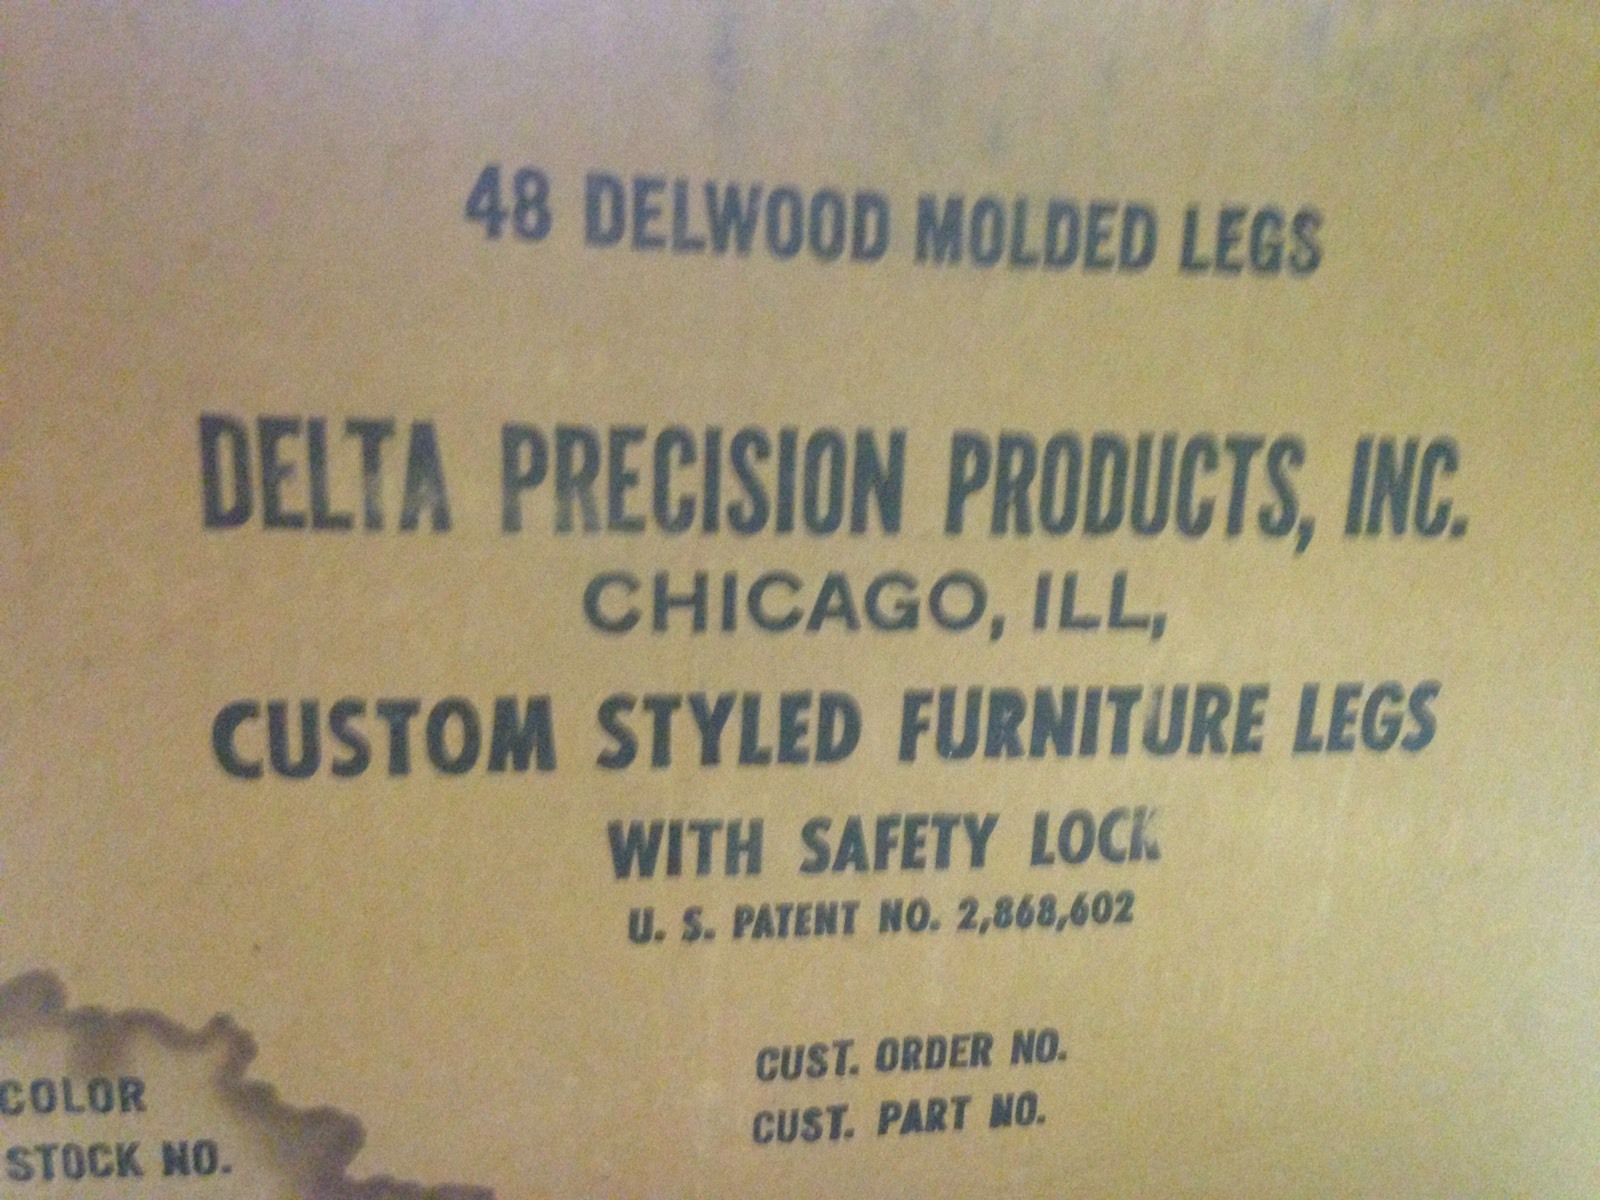 48 DELWOOD MOLDED LEGS
DELTA PRECISION PRODUCTS, INC.
CHICAGO, ILL,
CUSTOM STYLED FURNITURE LEGS
WITH SAFETY LOCK
U. S. PATENT NO. 2,868,602
CUST. ORDER NO.
CUST. PART NO.
COLOR
STOCK NO.